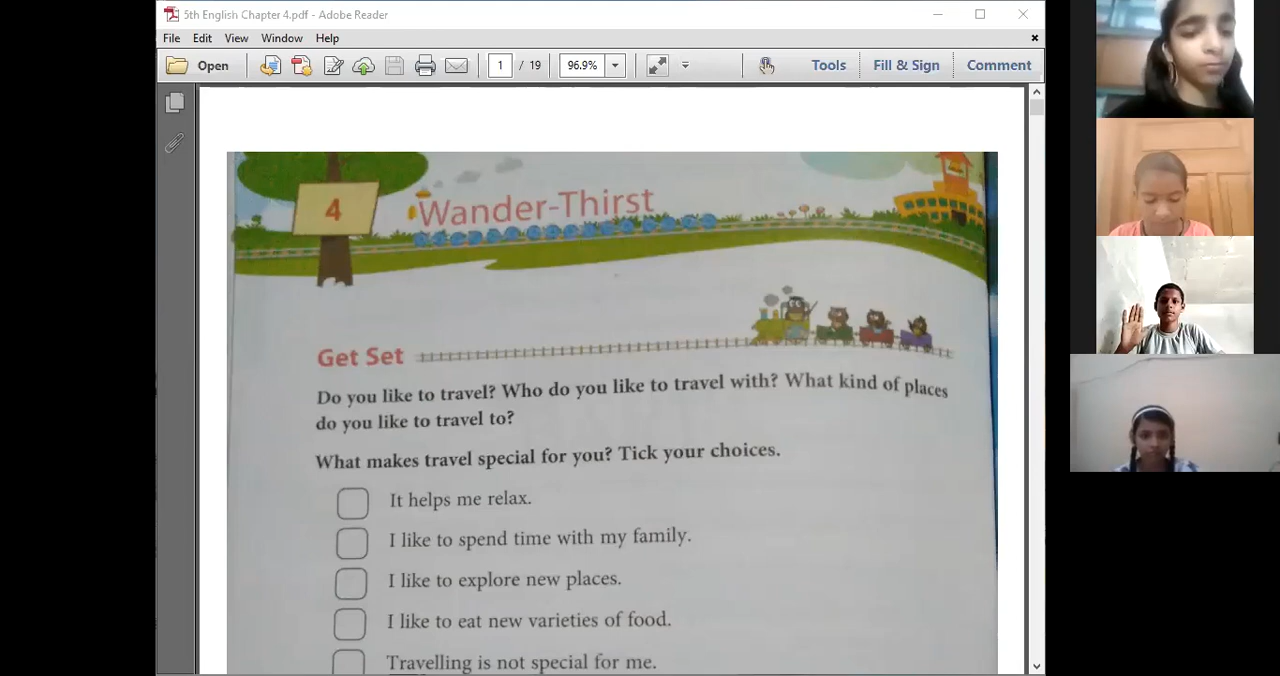 5th English Chapter 4.pdf - Adobe Reader
File Edit View Window Help
Open 1 / 19 96.9% Tools Fill & Sign Comment
4
Wander-Thirst
Get Set
Do you like to travel? Who do you like to travel with? What kind of places
do you like to travel to?
What makes travel special for you? Tick your choices.
It helps me relax.
I like to spend time with my family.
I like to explore new places.
I like to eat new varieties of food.
Travelling is not special for me.